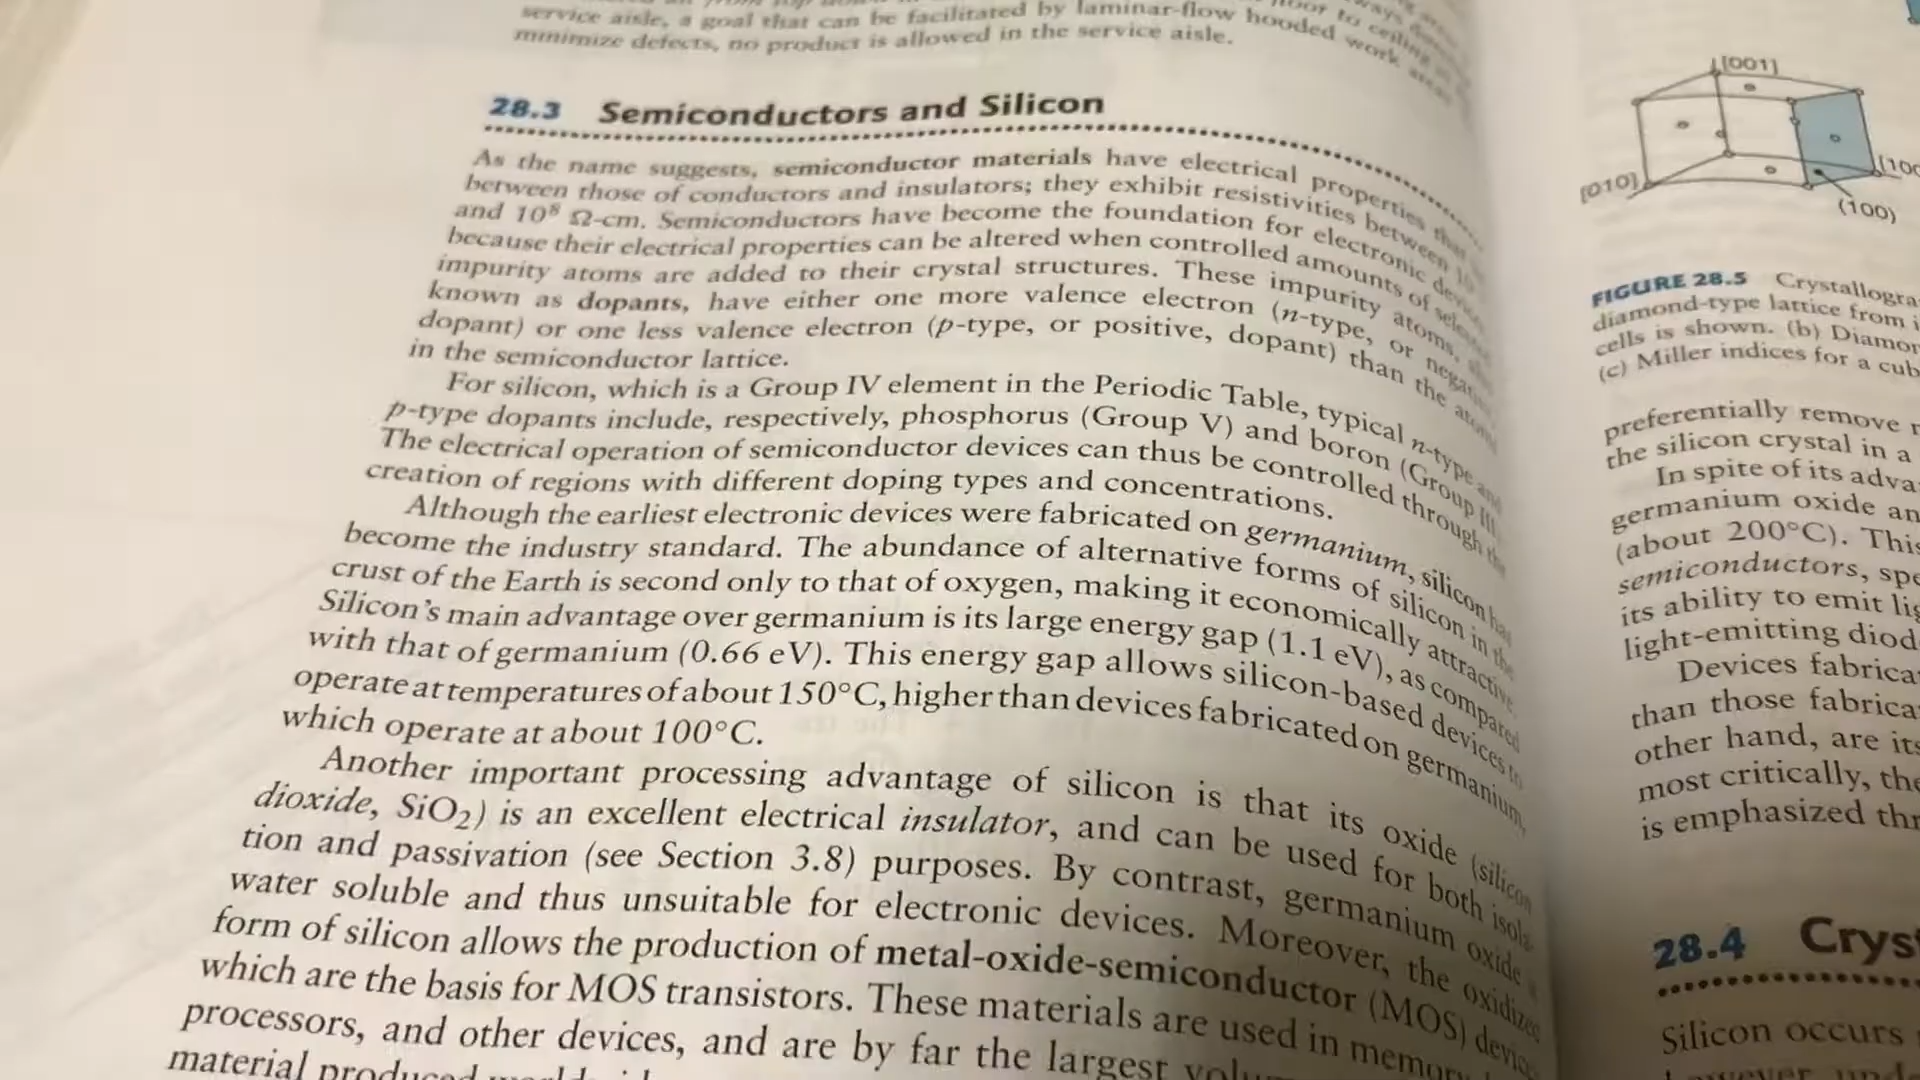 service aisle, a goal that can be facilitated by laminar-flow hooded work areas
minimize defects, no product is allowed in the service aisle.
28.3 Semiconductors and Silicon
As the name suggests, semiconductor materials have electrical properties that
between those of conductors and insulators; they exhibit resistivities between
and 10⁸ Ω-cm. Semiconductors have become the foundation for electronic
because their electrical properties can be altered when controlled amounts of
impurity atoms are added to their crystal structures. These impurity atoms,
known as dopants, have either one more valence electron (n-type, or
dopant) or one less valence electron (p-type, or positive, dopant) than the
in the semiconductor lattice.
For silicon, which is a Group IV element in the Periodic Table, typical n-type and
p-type dopants include, respectively, phosphorus (Group V) and boron (Group III).
The electrical operation of semiconductor devices can thus be controlled through the
creation of regions with different doping types and concentrations.
Although the earliest electronic devices were fabricated on germanium, silicon has
become the industry standard. The abundance of alternative forms of silicon in the
crust of the Earth is second only to that of oxygen, making it economically attractive.
Silicon's main advantage over germanium is its large energy gap (1.1 eV), as compared
with that of germanium (0.66 eV). This energy gap allows silicon-based devices to
operate at temperatures of about 150°C, higher than devices fabricated on germanium,
which operate at about 100°C.
Another important processing advantage of silicon is that its oxide (silicon
dioxide, SiO₂) is an excellent electrical insulator, and can be used for both isola-
tion and passivation (see Section 3.8) purposes. By contrast, germanium oxide
water soluble and thus unsuitable for electronic devices. Moreover, the oxidized
form of silicon allows the production of metal-oxide-semiconductor (MOS)
which are the basis for MOS transistors. These materials are used in
processors, and other devices, and are by far the largest
material produced
[001]
[010]
(100)
FIGURE 28.5 Crystallogra
diamond-type lattice from i
cells is shown. (b) Diamon
(c) Miller indices for a cub
preferentially remove
the silicon crystal in a
In spite of its adva
germanium oxide an
(about 200°C). This
semiconductors, spe
its ability to emit lig
light-emitting diod
Devices fabrica
than those fabrica
other hand, are its
most critically, the
is emphasized thr
28.4 Crys
Silicon occurs